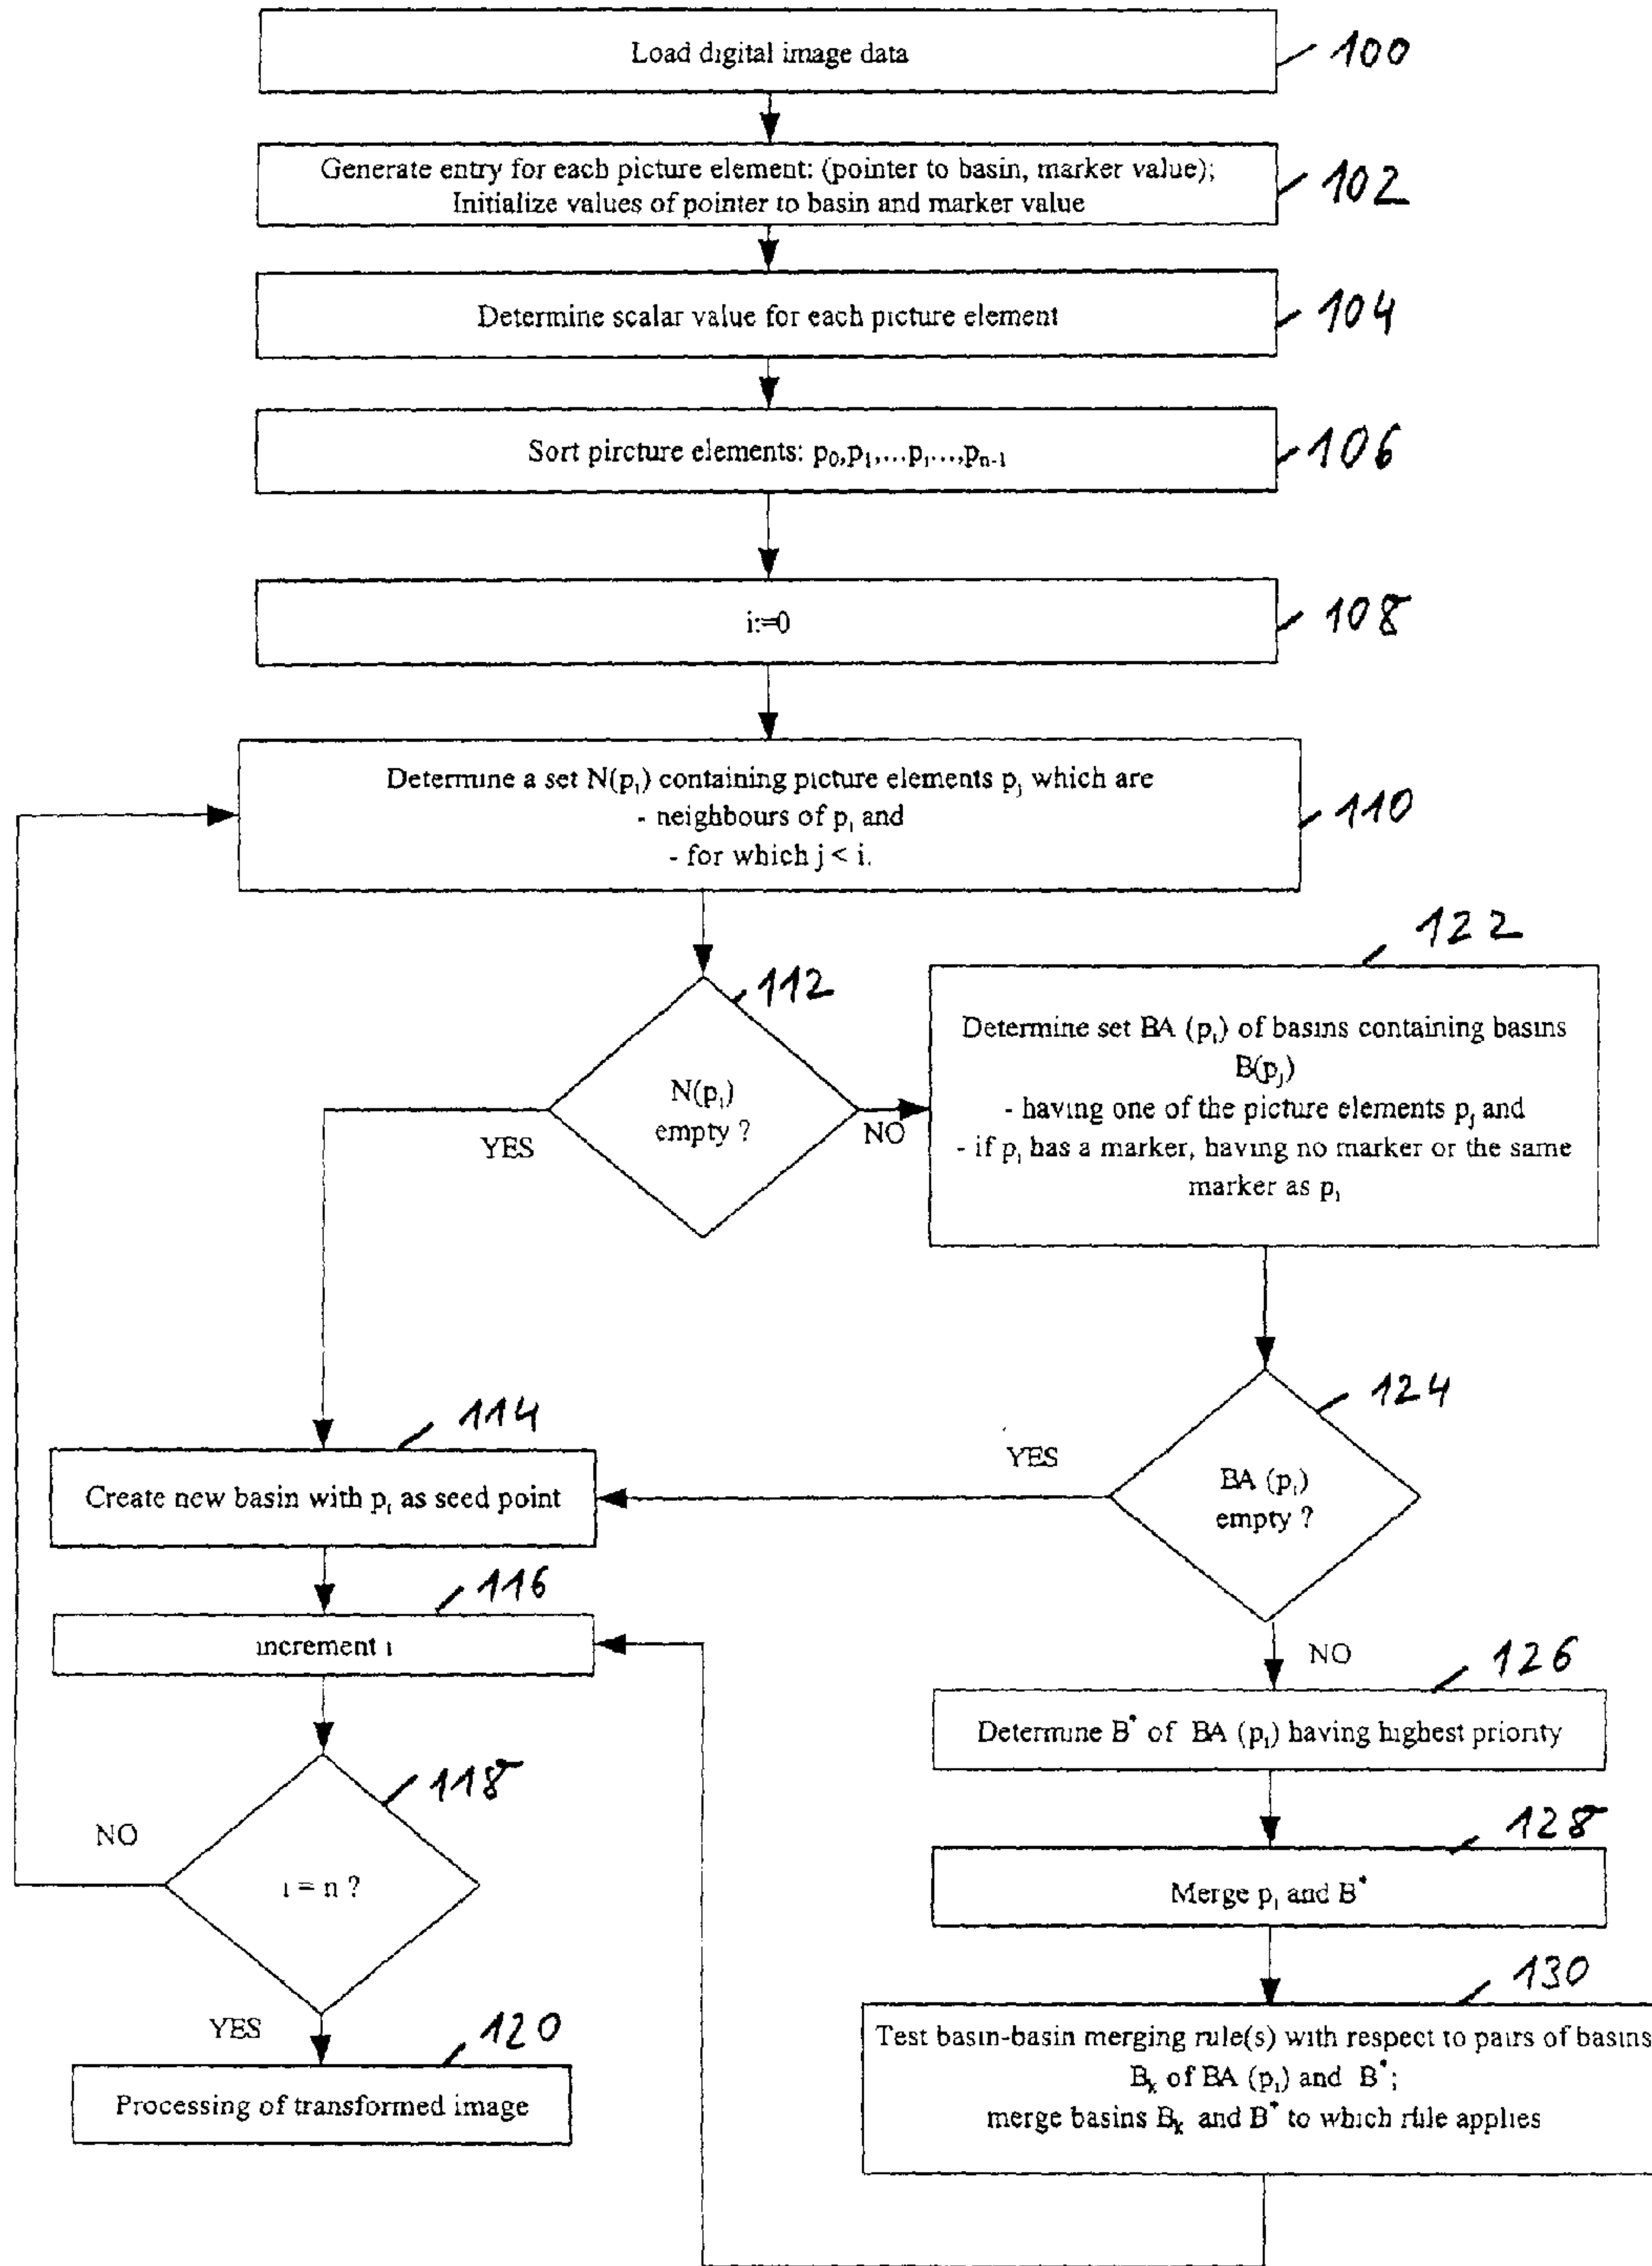 Load digital image data
100
Generate entry for each picture element: (pointer to basin, marker value);
Initialize values of pointer to basin and marker value
102
Determine scalar value for each picture element
104
Sort pircture elements: p₀,p₁,...pᵢ...,pₙ₋₁
106
i:=0
108
Determine a set N(pᵢ) containing picture elements pⱼ which are
- neighbours of pᵢ and
- for which j < i.
110
112
N(pᵢ)
empty ?
YES
NO
122
Determine set BA (pᵢ) of basins containing basins
B(pⱼ)
- having one of the picture elements pⱼ and
- if pᵢ has a marker, having no marker or the same
marker as pᵢ
124
BA (pᵢ)
empty ?
YES
NO
114
Create new basin with pᵢ as seed point
116
increment i
118
i = n ?
NO
YES
120
Processing of transformed image
126
Determine B* of BA (pᵢ) having highest priority
128
Merge pᵢ and B*
130
Test basin-basin merging rule(s) with respect to pairs of basins
Bₖ of BA (pᵢ) and B*;
merge basins Bₖ and B* to which rule applies